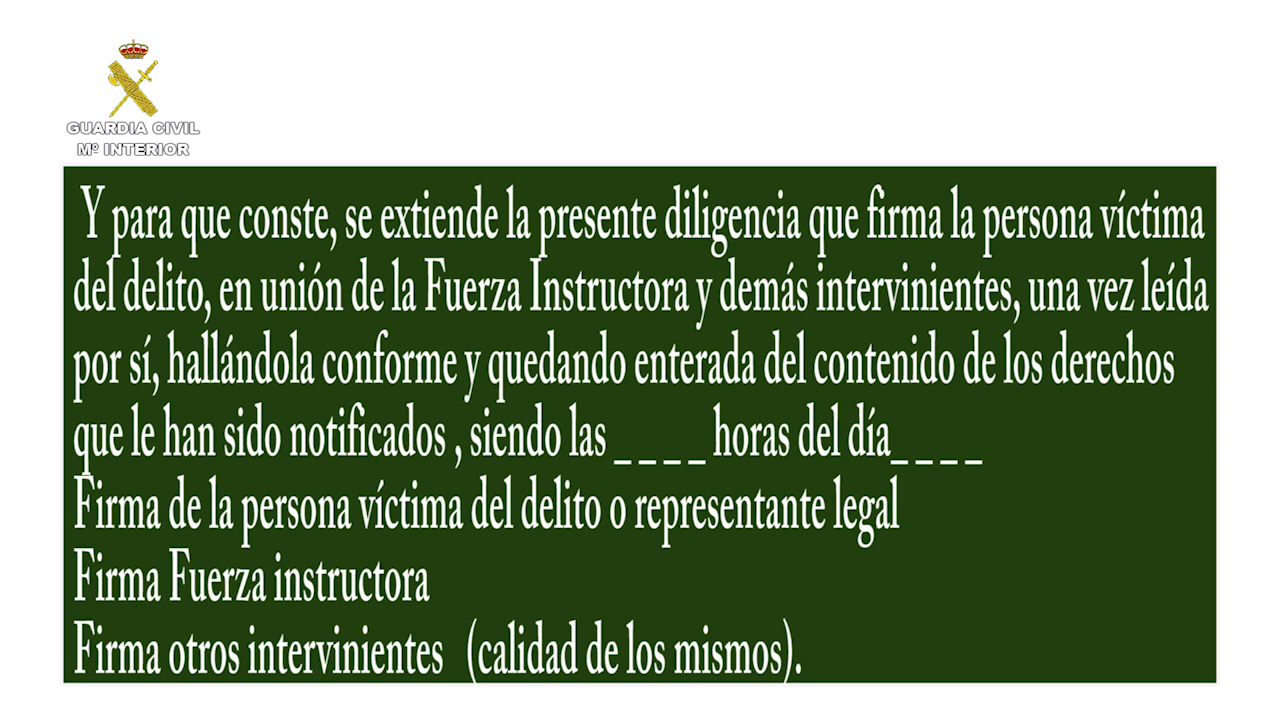 GUARDIA CIVIL
Mº INTERIOR
Y para que conste, se extiende la presente diligencia que firma la persona víctima
del delito, en unión de la Fuerza Instructora y demás intervinientes, una vez leída
por sí, hallándola conforme y quedando enterada del contenido de los derechos
que le han sido notificados , siendo las _ _ _ _ horas del día_ _ _ _
Firma de la persona víctima del delito o representante legal
Firma Fuerza instructora
Firma otros intervinientes (calidad de los mismos).